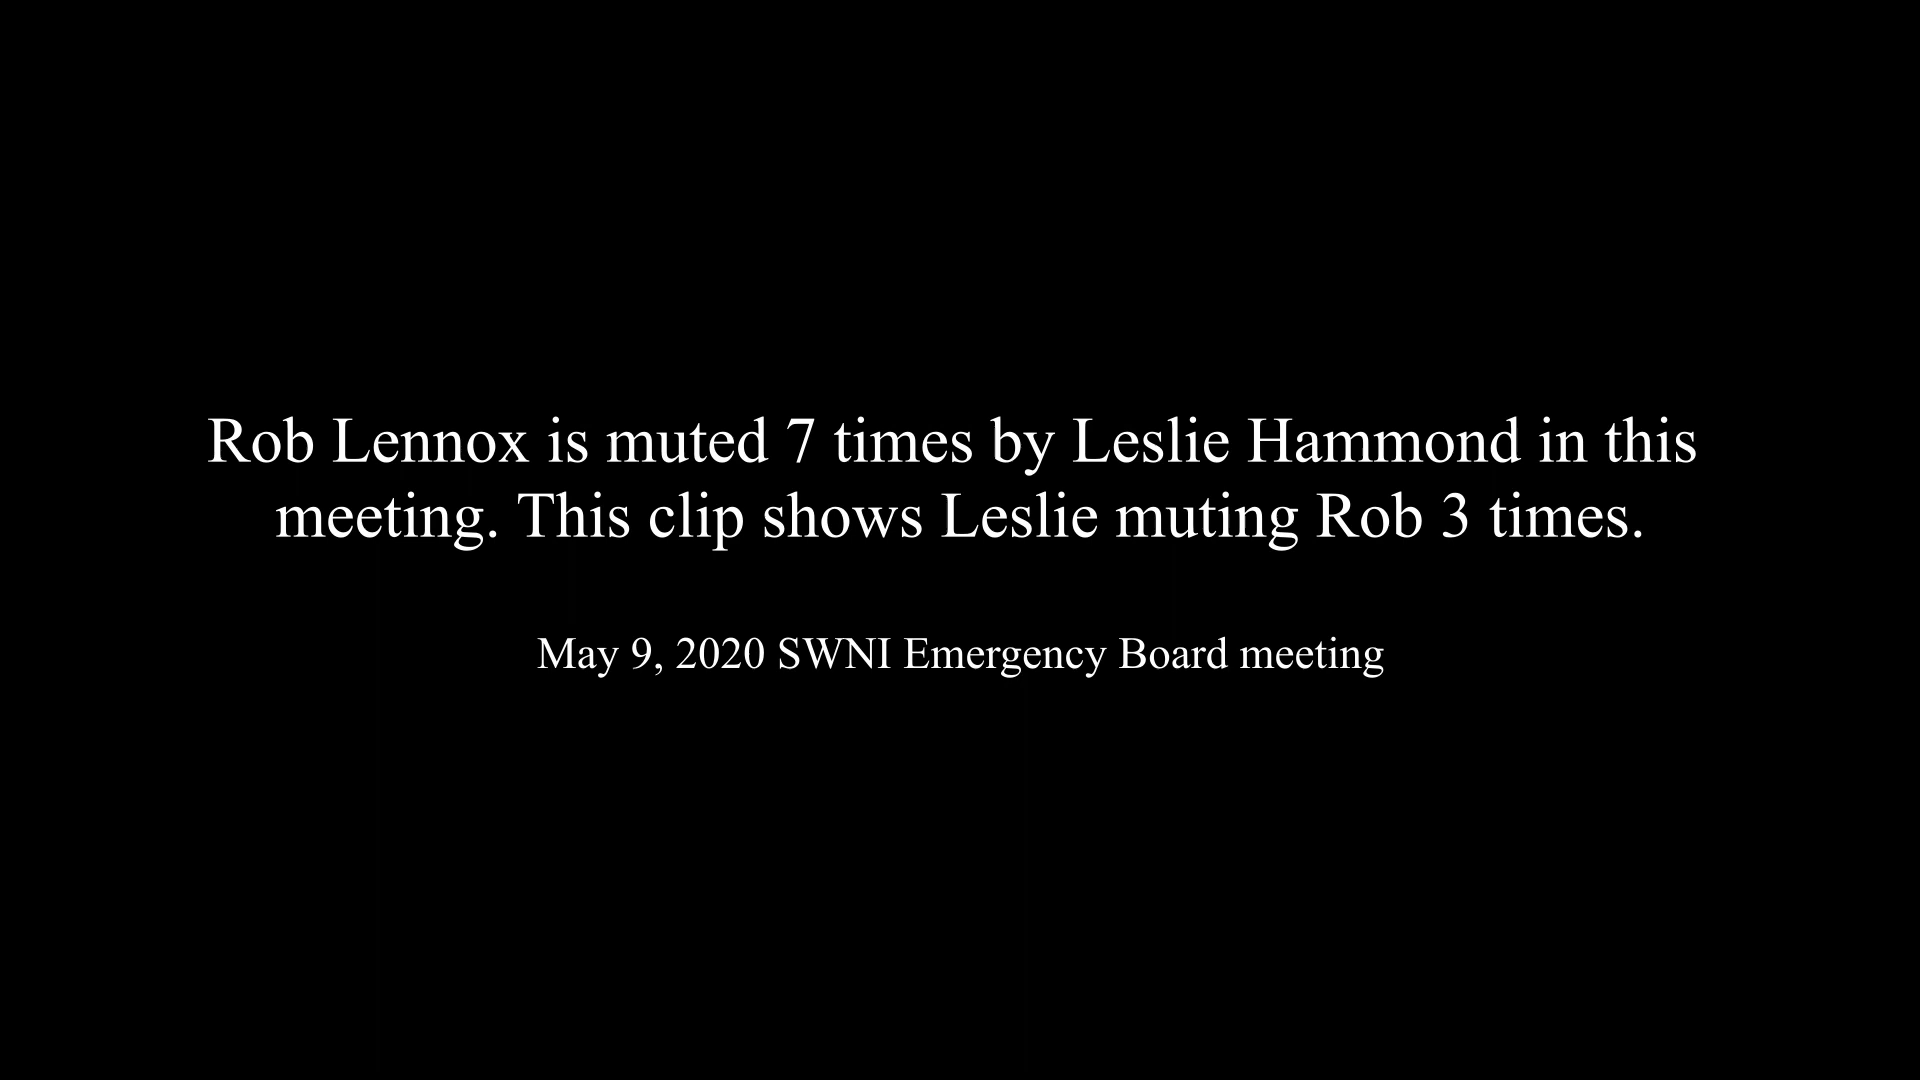 Rob Lennox is muted 7 times by Leslie Hammond in this
meeting. This clip shows Leslie muting Rob 3 times.
May 9, 2020 SWNI Emergency Board meeting